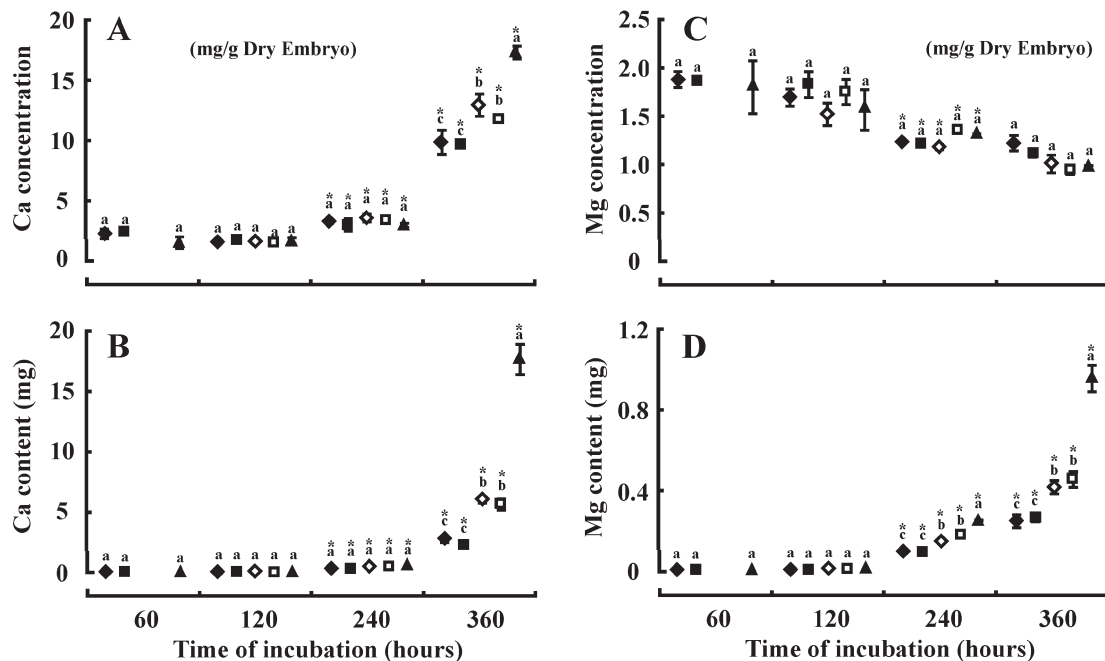 A
(mg/g Dry Embryo)
Ca concentration
20
15
10
5
0
a a a a a a a a
* * * * *
a a a a a
* * * * *
c c b b a
C
(mg/g Dry Embryo)
Mg concentration
2.5
2.0
1.5
1.0
0.5
0
a a a a a a a a
* * * * *
a a a a a
a a a a a
B
Ca content (mg)
20
15
10
5
0
a a a a a a a a
* * * * *
a a a a a
* * * * *
c c b b a
60 120 240 360
Time of incubation (hours)
D
Mg content (mg)
1.2
0.8
0.4
0
a a a a a a a a
* * * * *
c c b b a
* * * * *
c c b b a
60 120 240 360
Time of incubation (hours)